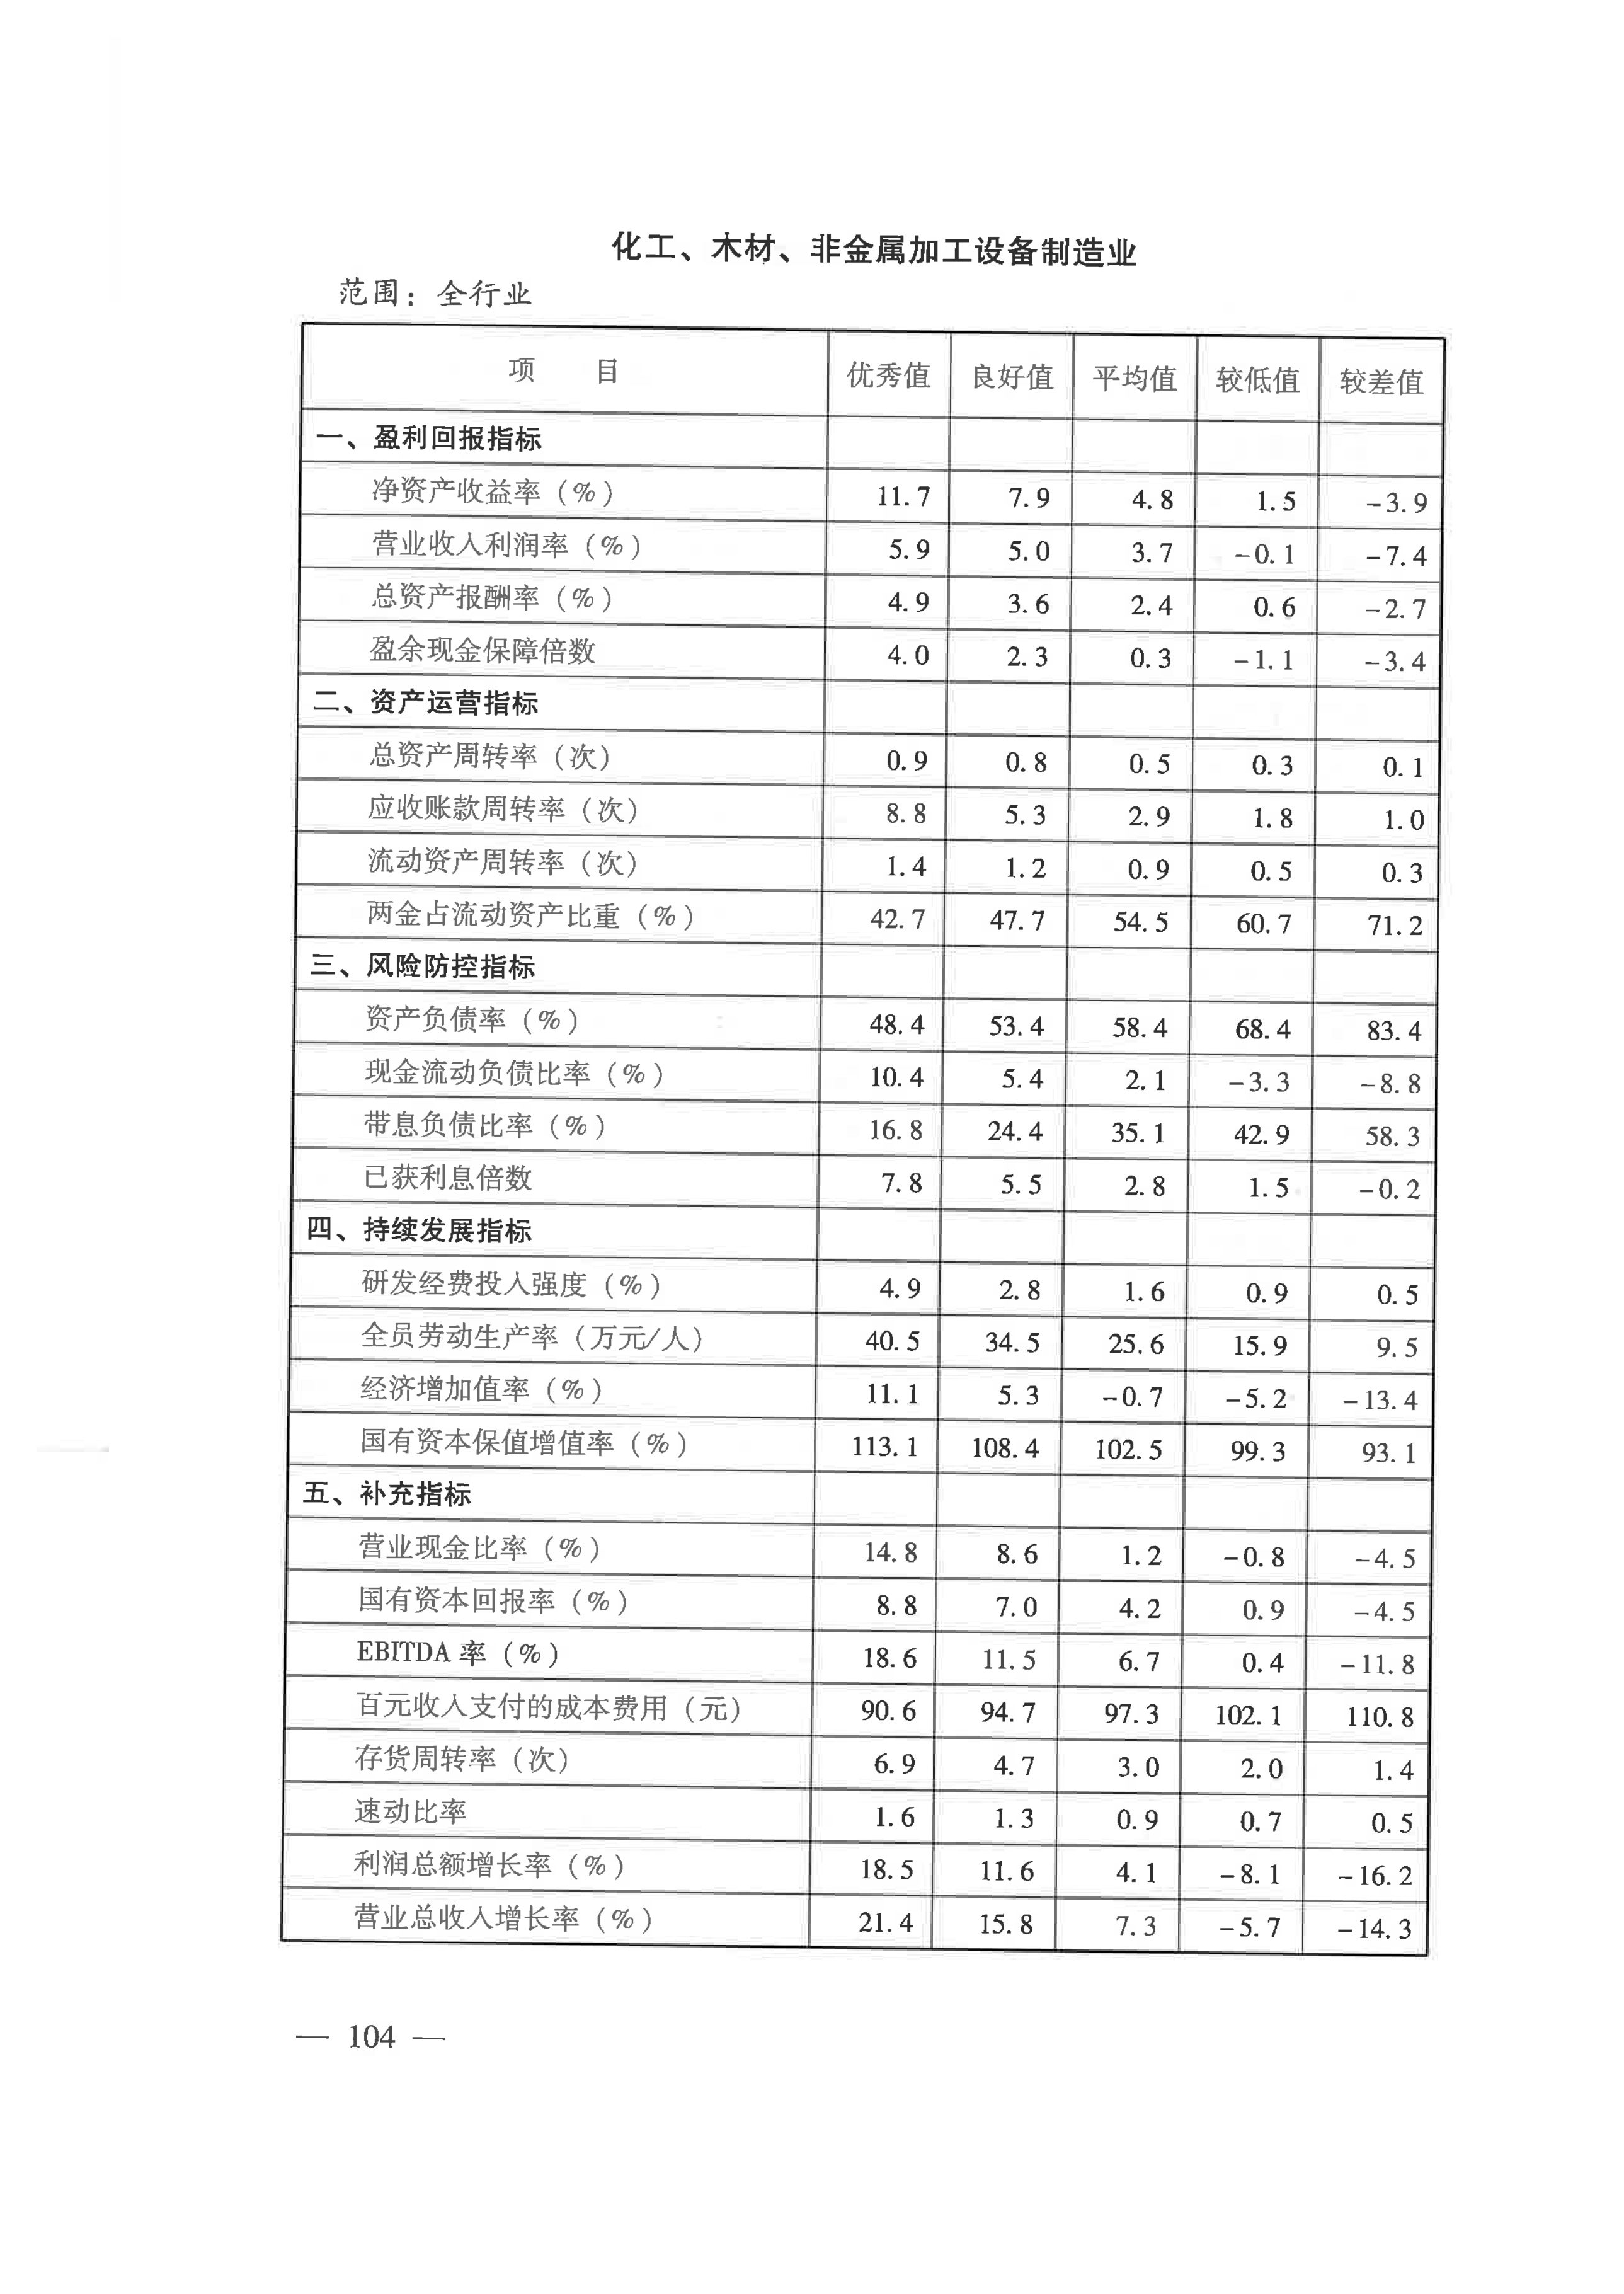 化工、木材、非金属加工设备制造业
范围：全行业
项 目 优秀值 良好值 平均值 较低值 较差值
一、盈利回报指标
净资产收益率（%） 11.7 7.9 4.8 1.5 -3.9
营业收入利润率（%） 5.9 5.0 3.7 -0.1 -7.4
总资产报酬率（%） 4.9 3.6 2.4 0.6 -2.7
盈余现金保障倍数 4.0 2.3 0.3 -1.1 -3.4
二、资产运营指标
总资产周转率（次） 0.9 0.8 0.5 0.3 0.1
应收账款周转率（次） 8.8 5.3 2.9 1.8 1.0
流动资产周转率（次） 1.4 1.2 0.9 0.5 0.3
两金占流动资产比重（%） 42.7 47.7 54.5 60.7 71.2
三、风险防控指标
资产负债率（%） 48.4 53.4 58.4 68.4 83.4
现金流动负债比率（%） 10.4 5.4 2.1 -3.3 -8.8
带息负债比率（%） 16.8 24.4 35.1 42.9 58.3
已获利息倍数 7.8 5.5 2.8 1.5 -0.2
四、持续发展指标
研发经费投入强度（%） 4.9 2.8 1.6 0.9 0.5
全员劳动生产率（万元/人） 40.5 34.5 25.6 15.9 9.5
经济增加值率（%） 11.1 5.3 -0.7 -5.2 -13.4
国有资本保值增值率（%） 113.1 108.4 102.5 99.3 93.1
五、补充指标
营业现金比率（%） 14.8 8.6 1.2 -0.8 -4.5
国有资本回报率（%） 8.8 7.0 4.2 0.9 -4.5
EBITDA 率（%） 18.6 11.5 6.7 0.4 -11.8
百元收入支付的成本费用（元） 90.6 94.7 97.3 102.1 110.8
存货周转率（次） 6.9 4.7 3.0 2.0 1.4
速动比率 1.6 1.3 0.9 0.7 0.5
利润总额增长率（%） 18.5 11.6 4.1 -8.1 -16.2
营业总收入增长率（%） 21.4 15.8 7.3 -5.7 -14.3
— 104 —